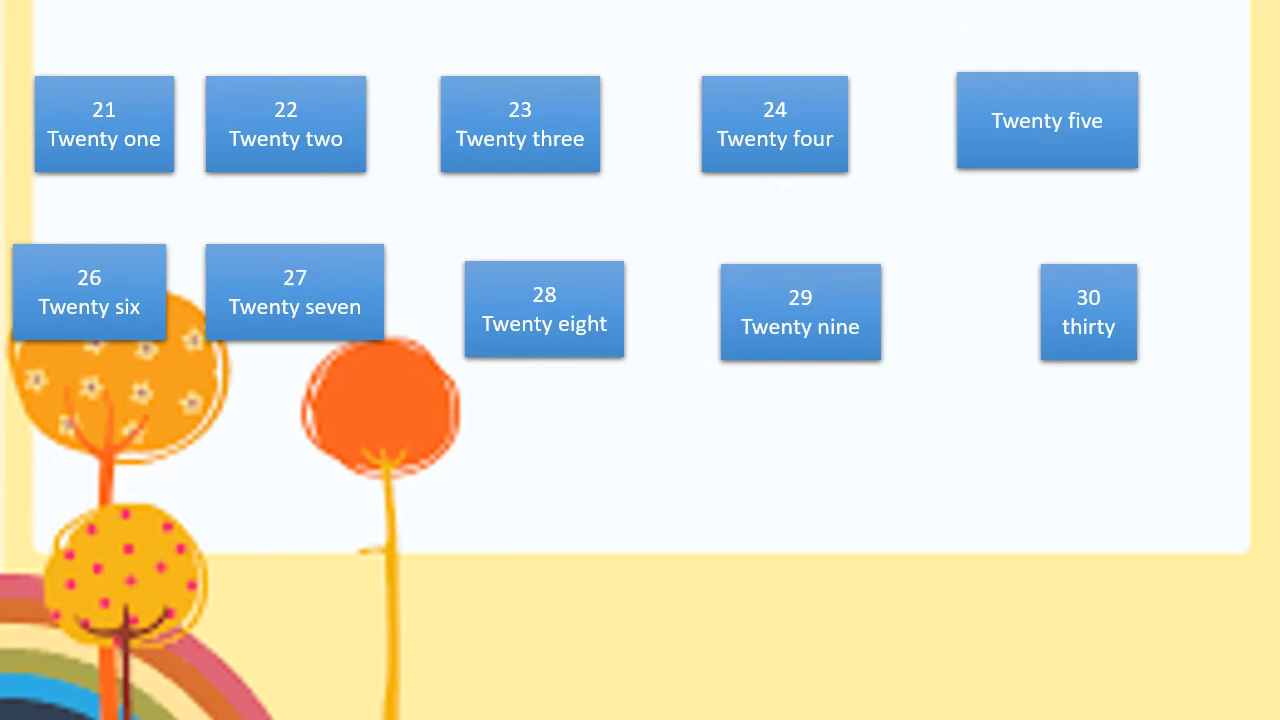 21
Twenty one
22
Twenty two
23
Twenty three
24
Twenty four
Twenty five
26
Twenty six
27
Twenty seven
28
Twenty eight
29
Twenty nine
30
thirty